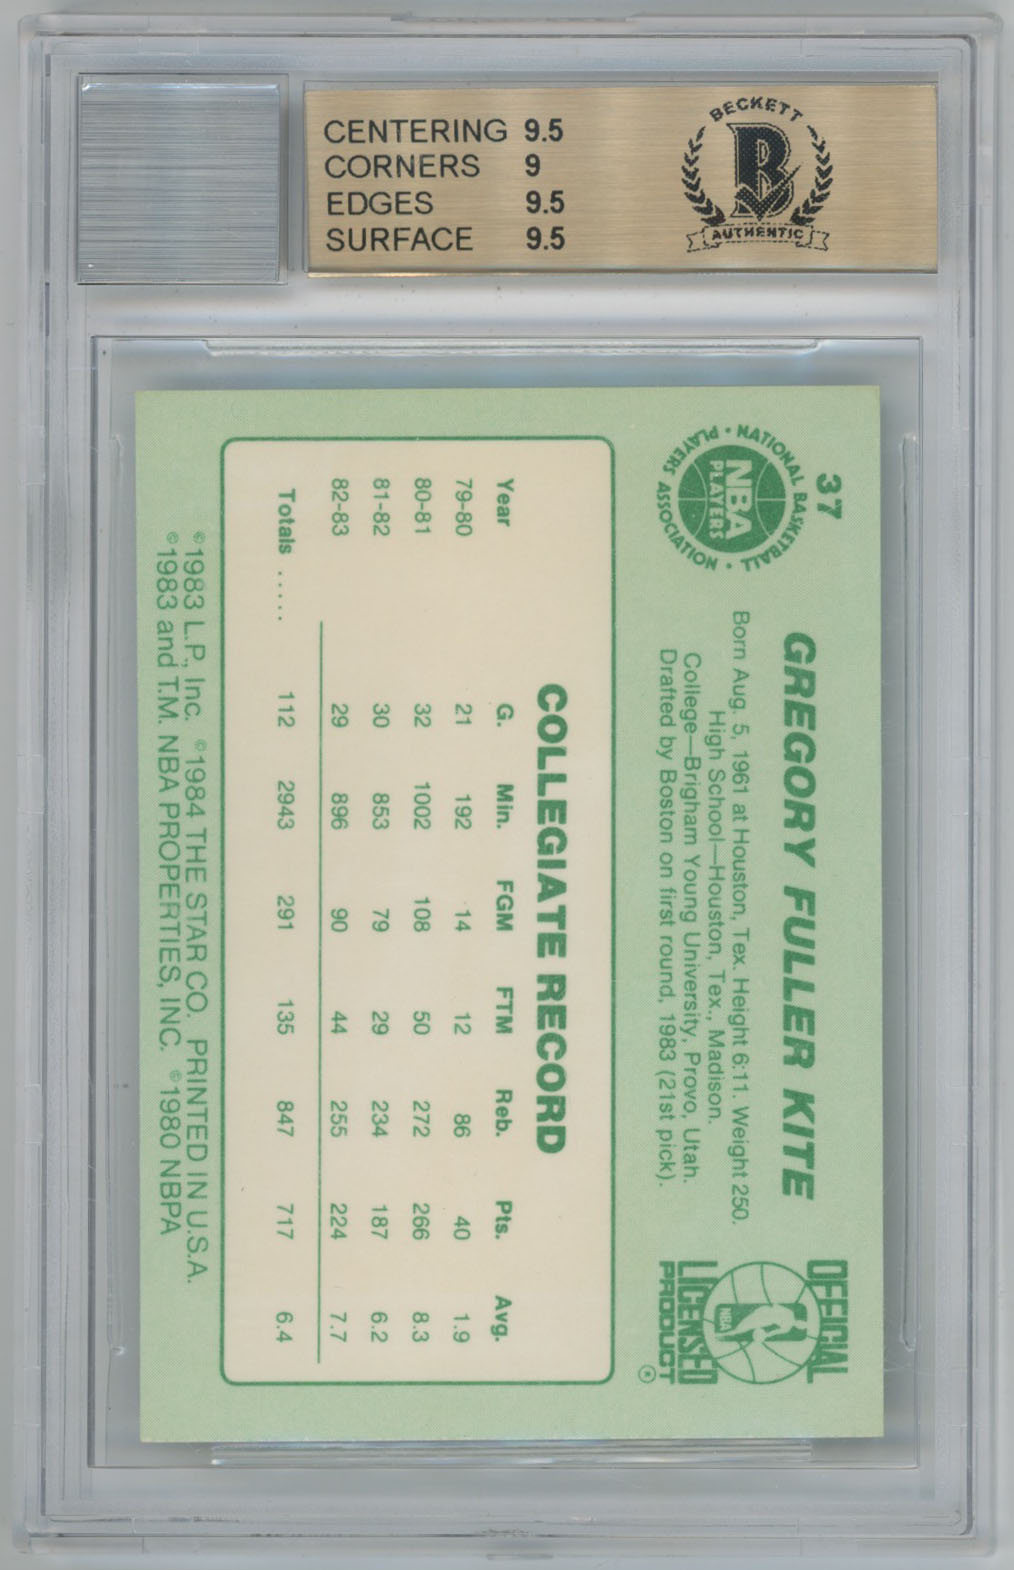 CENTERING 9.5
CORNERS 9
EDGES 9.5
SURFACE 9.5
BECKETT
B
AUTHENTIC
37
NATIONAL BASKETBALL • PLAYERS ASSOCIATION •
NBA
PLAYERS
GREGORY FULLER KITE
Born Aug. 5, 1961 at Houston, Tex. Height 6:11. Weight 250.
High School—Houston, Tex., Madison.
College—Brigham Young University, Provo, Utah.
Drafted by Boston on first round, 1983 (21st pick).
OFFICIAL
NBA
LICENSED
PRODUCT ®
COLLEGIATE RECORD
Year G. Min. FGM FTM Reb. Pts. Avg.
79-80 21 192 14 12 86 40 1.9
80-81 32 1002 108 50 272 266 8.3
81-82 30 853 79 29 234 187 6.2
82-83 29 896 90 44 255 224 7.7
Totals ..... 112 2943 291 135 847 717 6.4
©1983 L.P., Inc. ©1984 THE STAR CO. PRINTED IN U.S.A.
©1983 and T.M. NBA PROPERTIES, INC. ©1980 NBPA